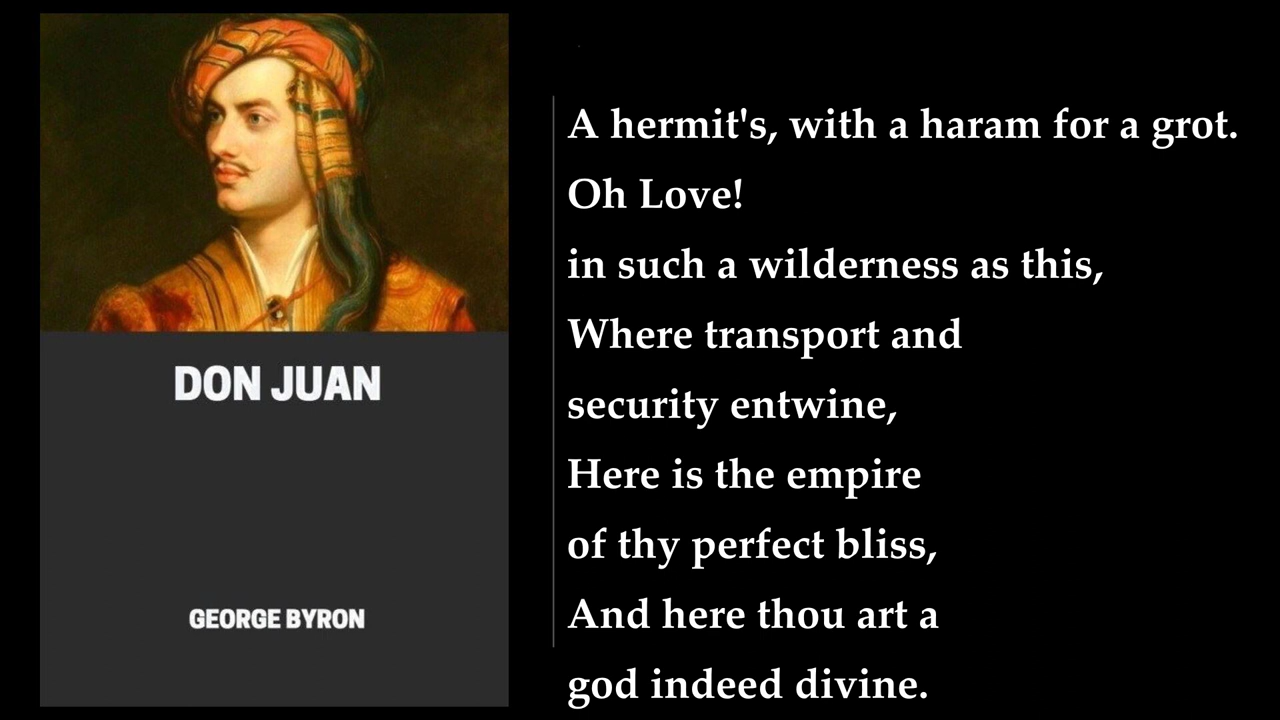 DON JUAN
GEORGE BYRON
A hermit's, with a haram for a grot.
Oh Love!
in such a wilderness as this,
Where transport and
security entwine,
Here is the empire
of thy perfect bliss,
And here thou art a
god indeed divine.